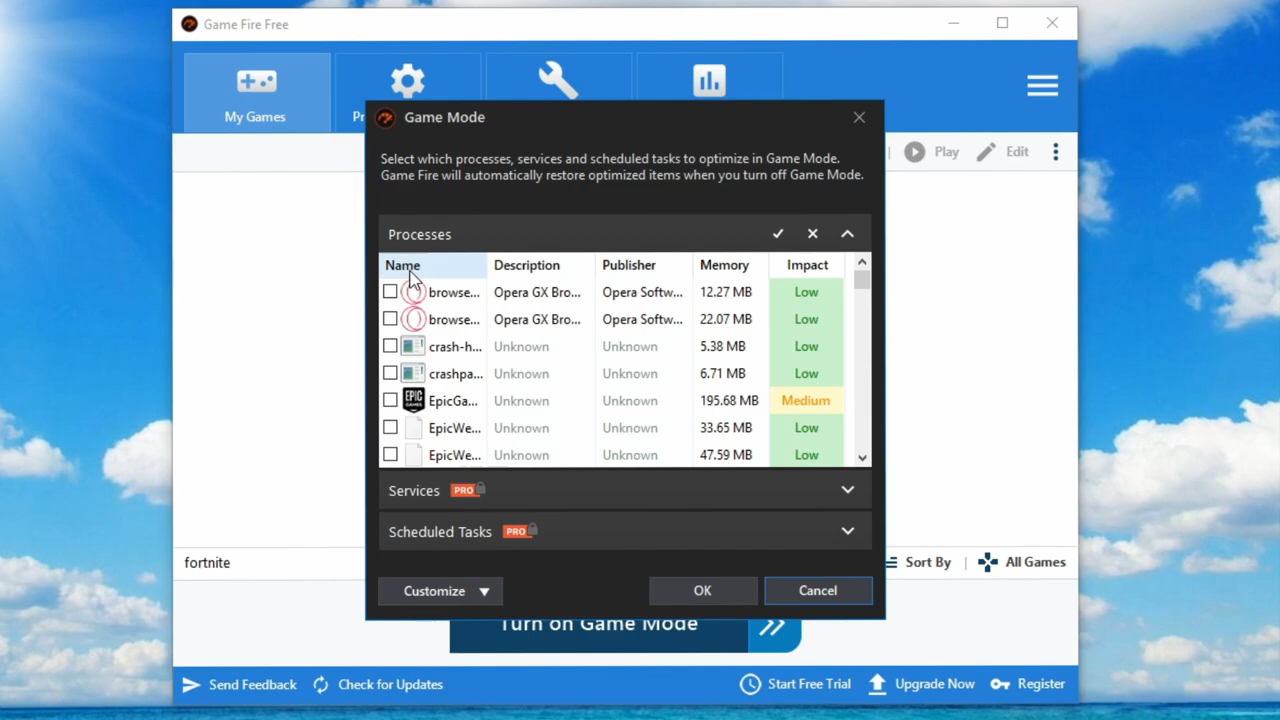 Game Fire Free
My Games
Pr
Play
Edit
Game Mode
Select which processes, services and scheduled tasks to optimize in Game Mode.
Game Fire will automatically restore optimized items when you turn off Game Mode.
Processes
Name Description Publisher Memory Impact
browse... Opera GX Bro... Opera Softw... 12.27 MB Low
browse... Opera GX Bro... Opera Softw... 22.07 MB Low
crash-h... Unknown Unknown 5.38 MB Low
crashpa... Unknown Unknown 6.71 MB Low
EPIC GAMES EpicGa... Unknown Unknown 195.68 MB Medium
EpicWe... Unknown Unknown 33.65 MB Low
EpicWe... Unknown Unknown 47.59 MB Low
Services PRO
Scheduled Tasks PRO
fortnite
Sort By | All Games
Customize OK Cancel
Turn on Game Mode
Send Feedback Check for Updates Start Free Trial Upgrade Now Register